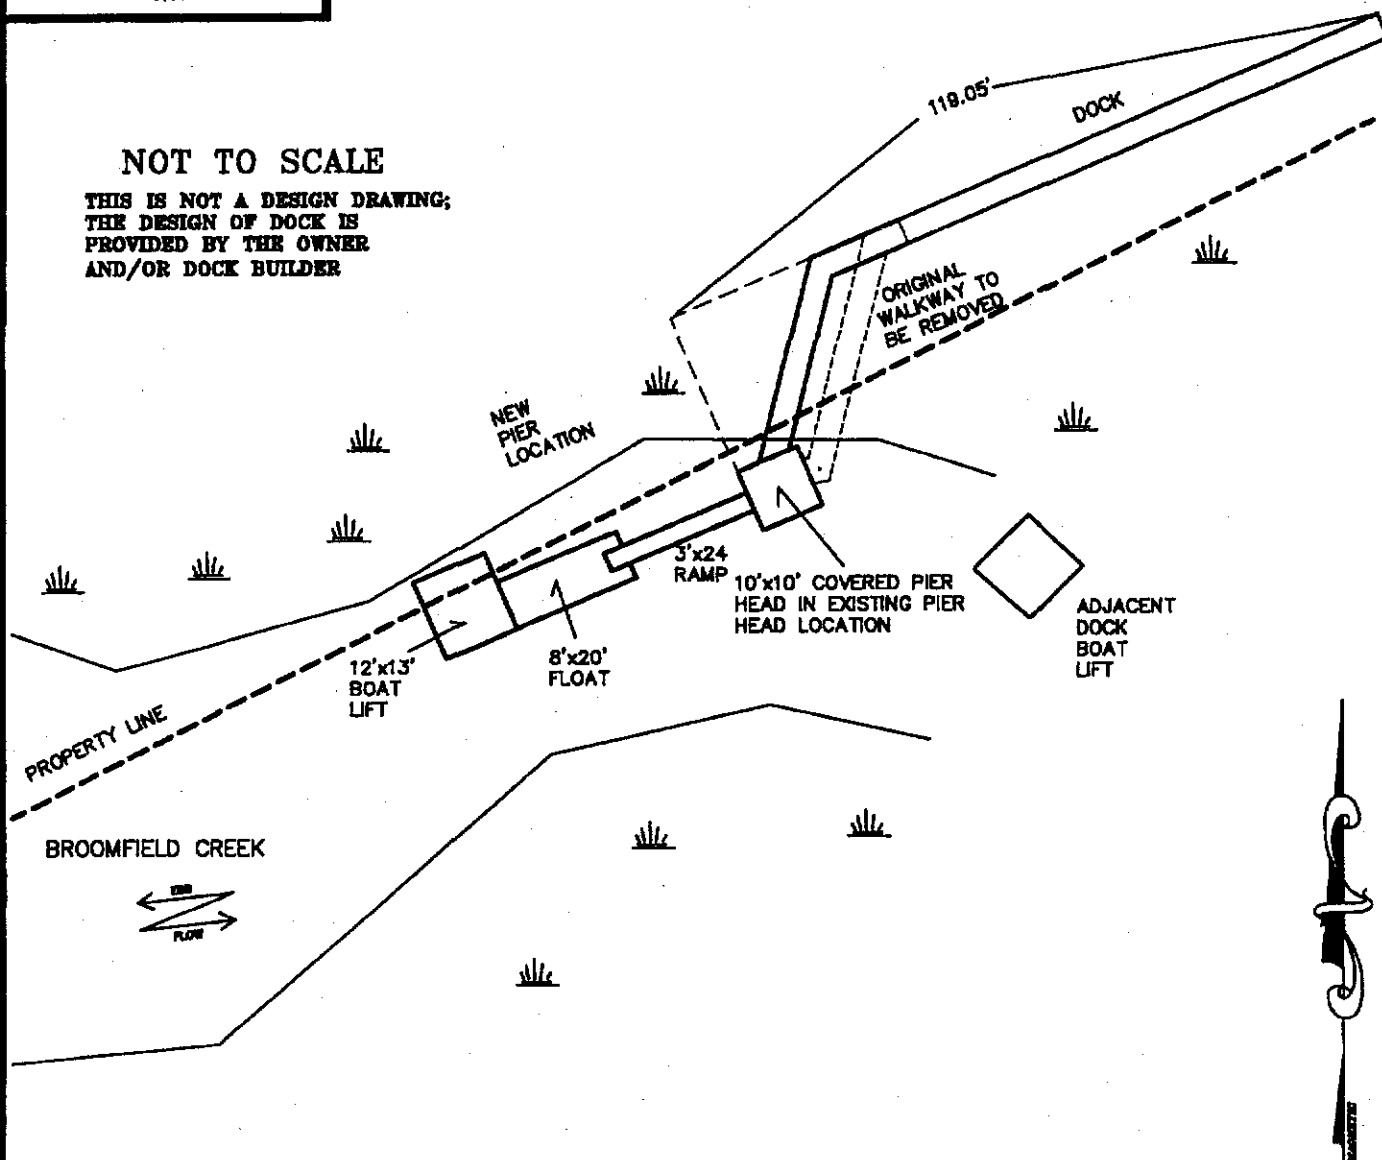 NOT TO SCALE
THIS IS NOT A DESIGN DRAWING;
THE DESIGN OF DOCK IS
PROVIDED BY THE OWNER
AND/OR DOCK BUILDER
119.05'
DOCK
ORIGINAL
WALKWAY TO
BE REMOVED
NEW
PIER
LOCATION
3'x24
RAMP
10'x10' COVERED PIER
HEAD IN EXISTING PIER
HEAD LOCATION
ADJACENT
DOCK
BOAT
LIFT
8'x20'
FLOAT
12'x13'
BOAT
LIFT
PROPERTY LINE
BROOMFIELD CREEK
FLOW
MAGNETIC